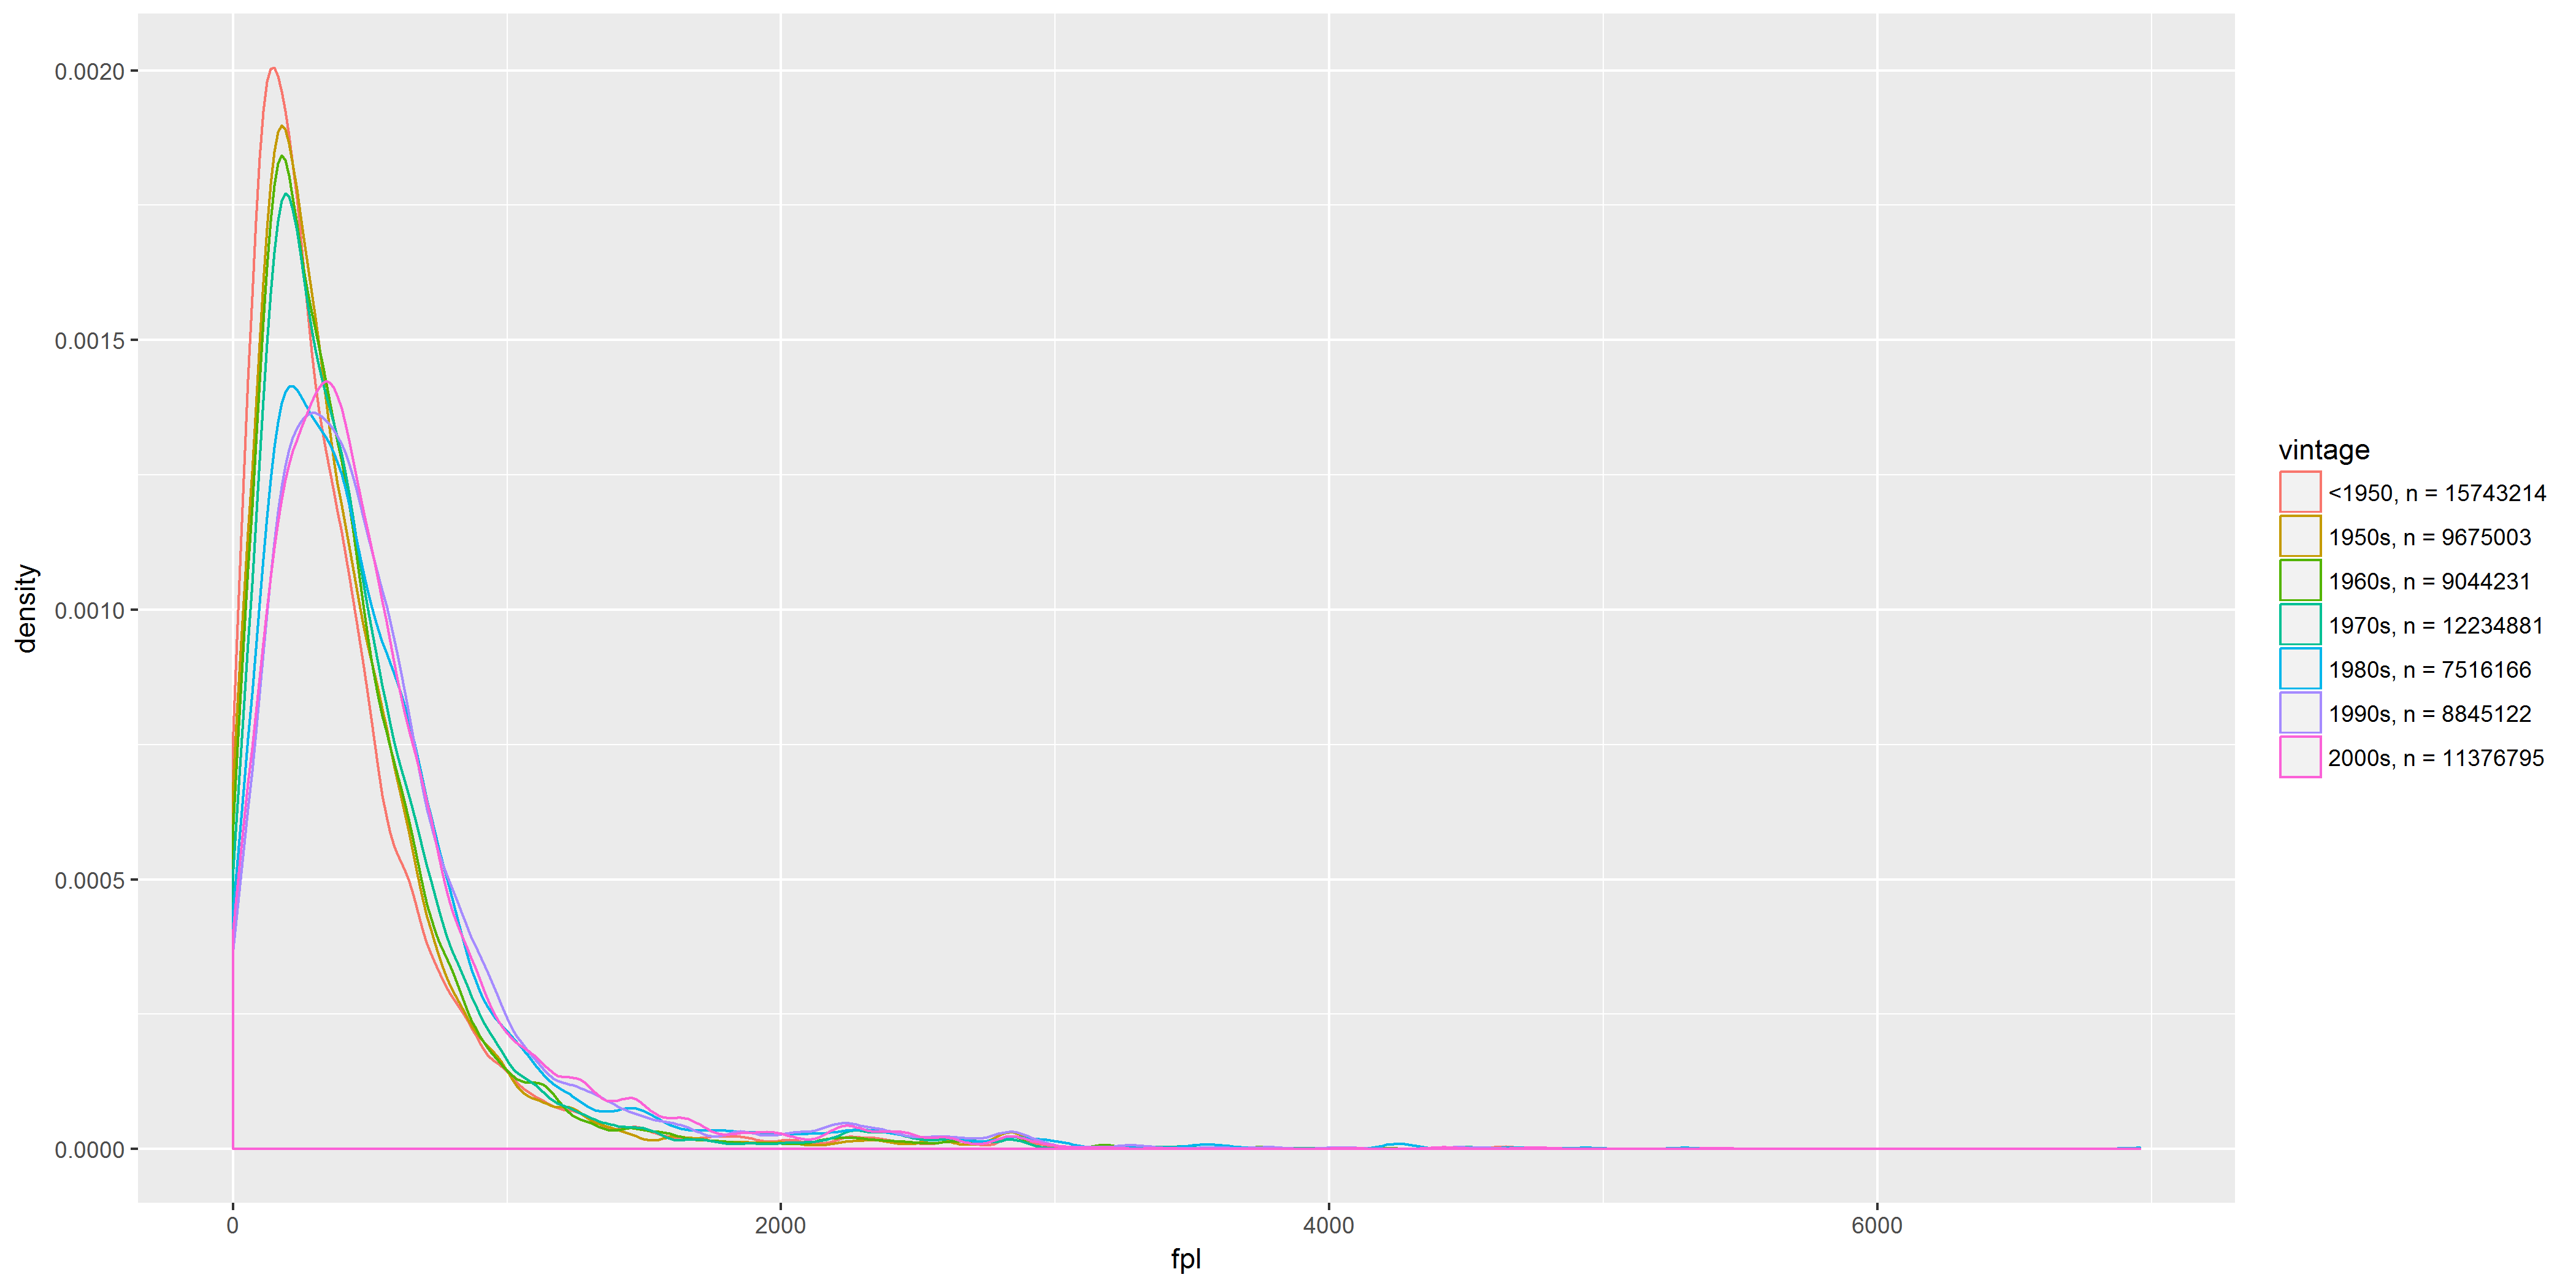 0.0020
0.0015
0.0010
0.0005
0.0000
density
0 2000 4000 6000
fpl
vintage
<1950, n = 15743214
1950s, n = 9675003
1960s, n = 9044231
1970s, n = 12234881
1980s, n = 7516166
1990s, n = 8845122
2000s, n = 11376795